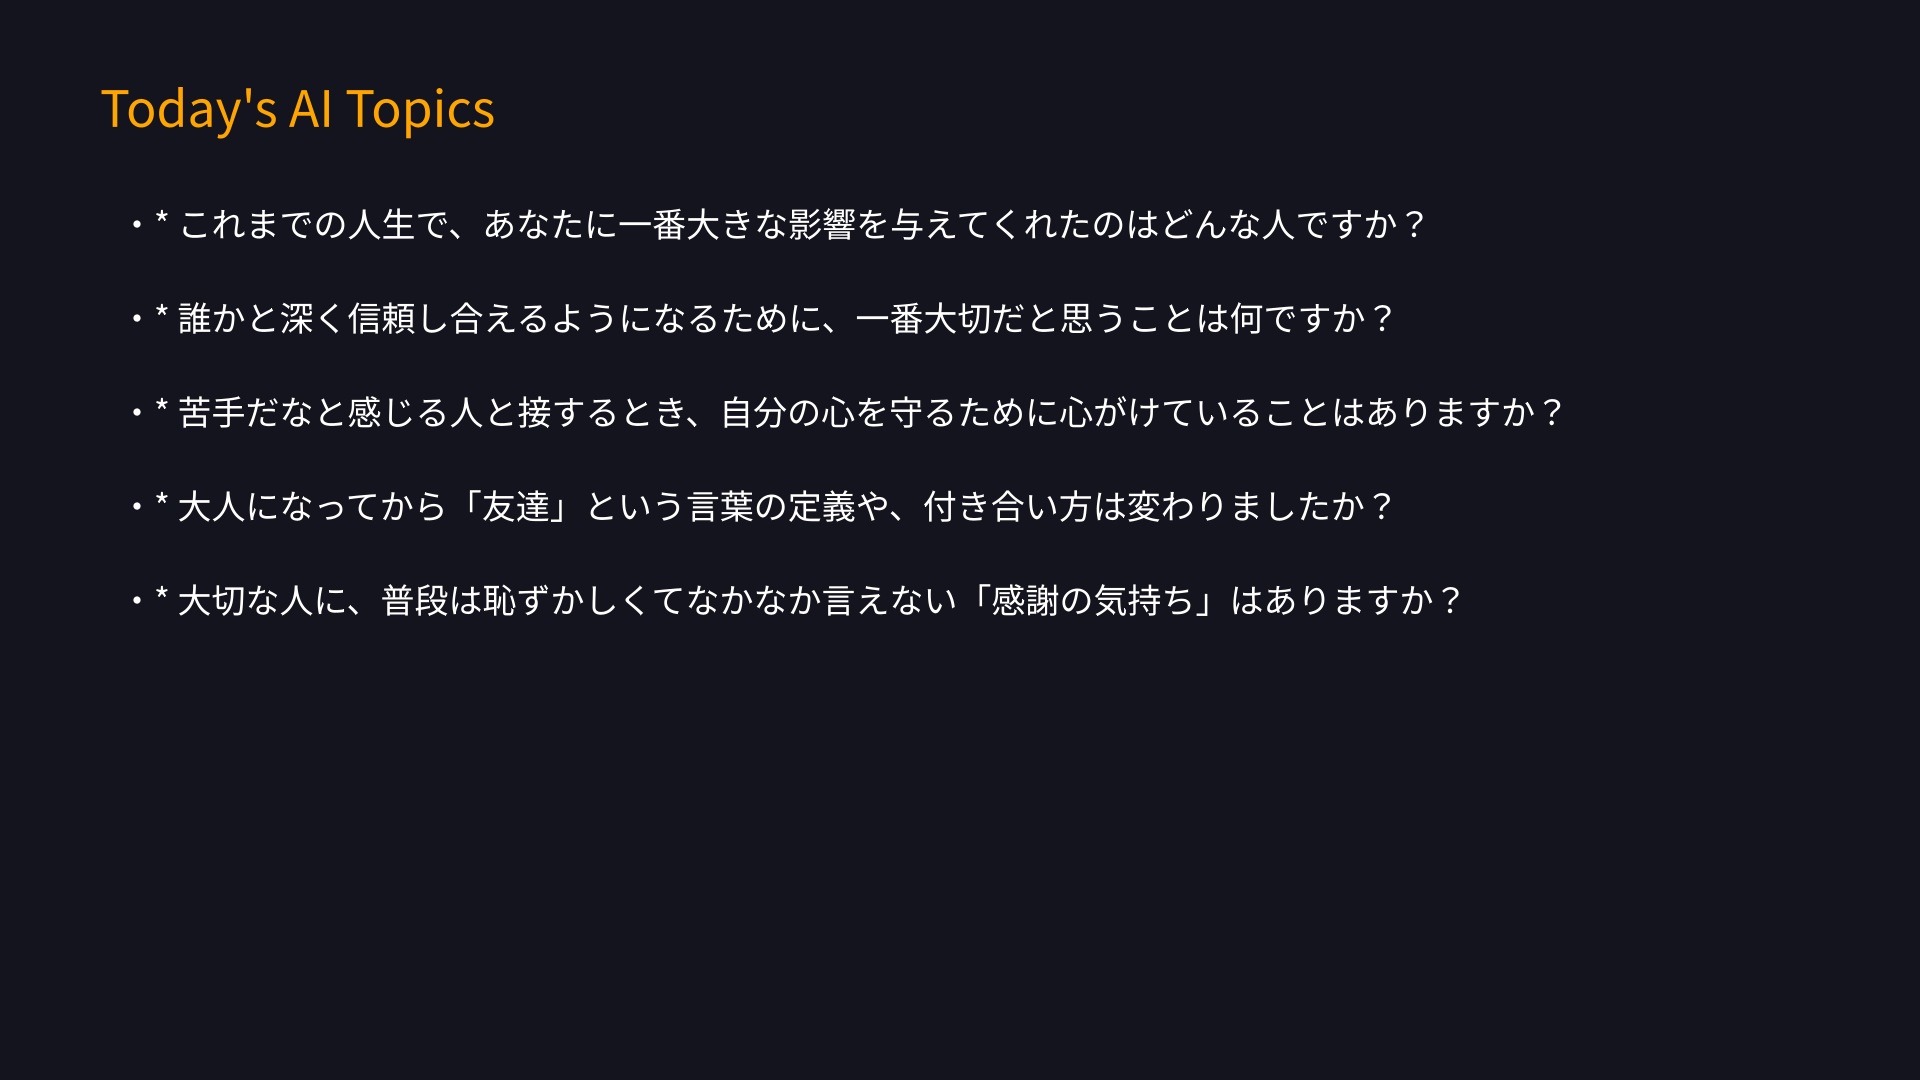 Today's AI Topics
・* これまでの人生で、あなたに一番大きな影響を与えてくれたのはどんな人ですか？
・* 誰かと深く信頼し合えるようになるために、一番大切だと思うことは何ですか？
・* 苦手だなと感じる人と接するとき、自分の心を守るために心がけていることはありますか？
・* 大人になってから「友達」という言葉の定義や、付き合い方は変わりましたか？
・* 大切な人に、普段は恥ずかしくてなかなか言えない「感謝の気持ち」はありますか？